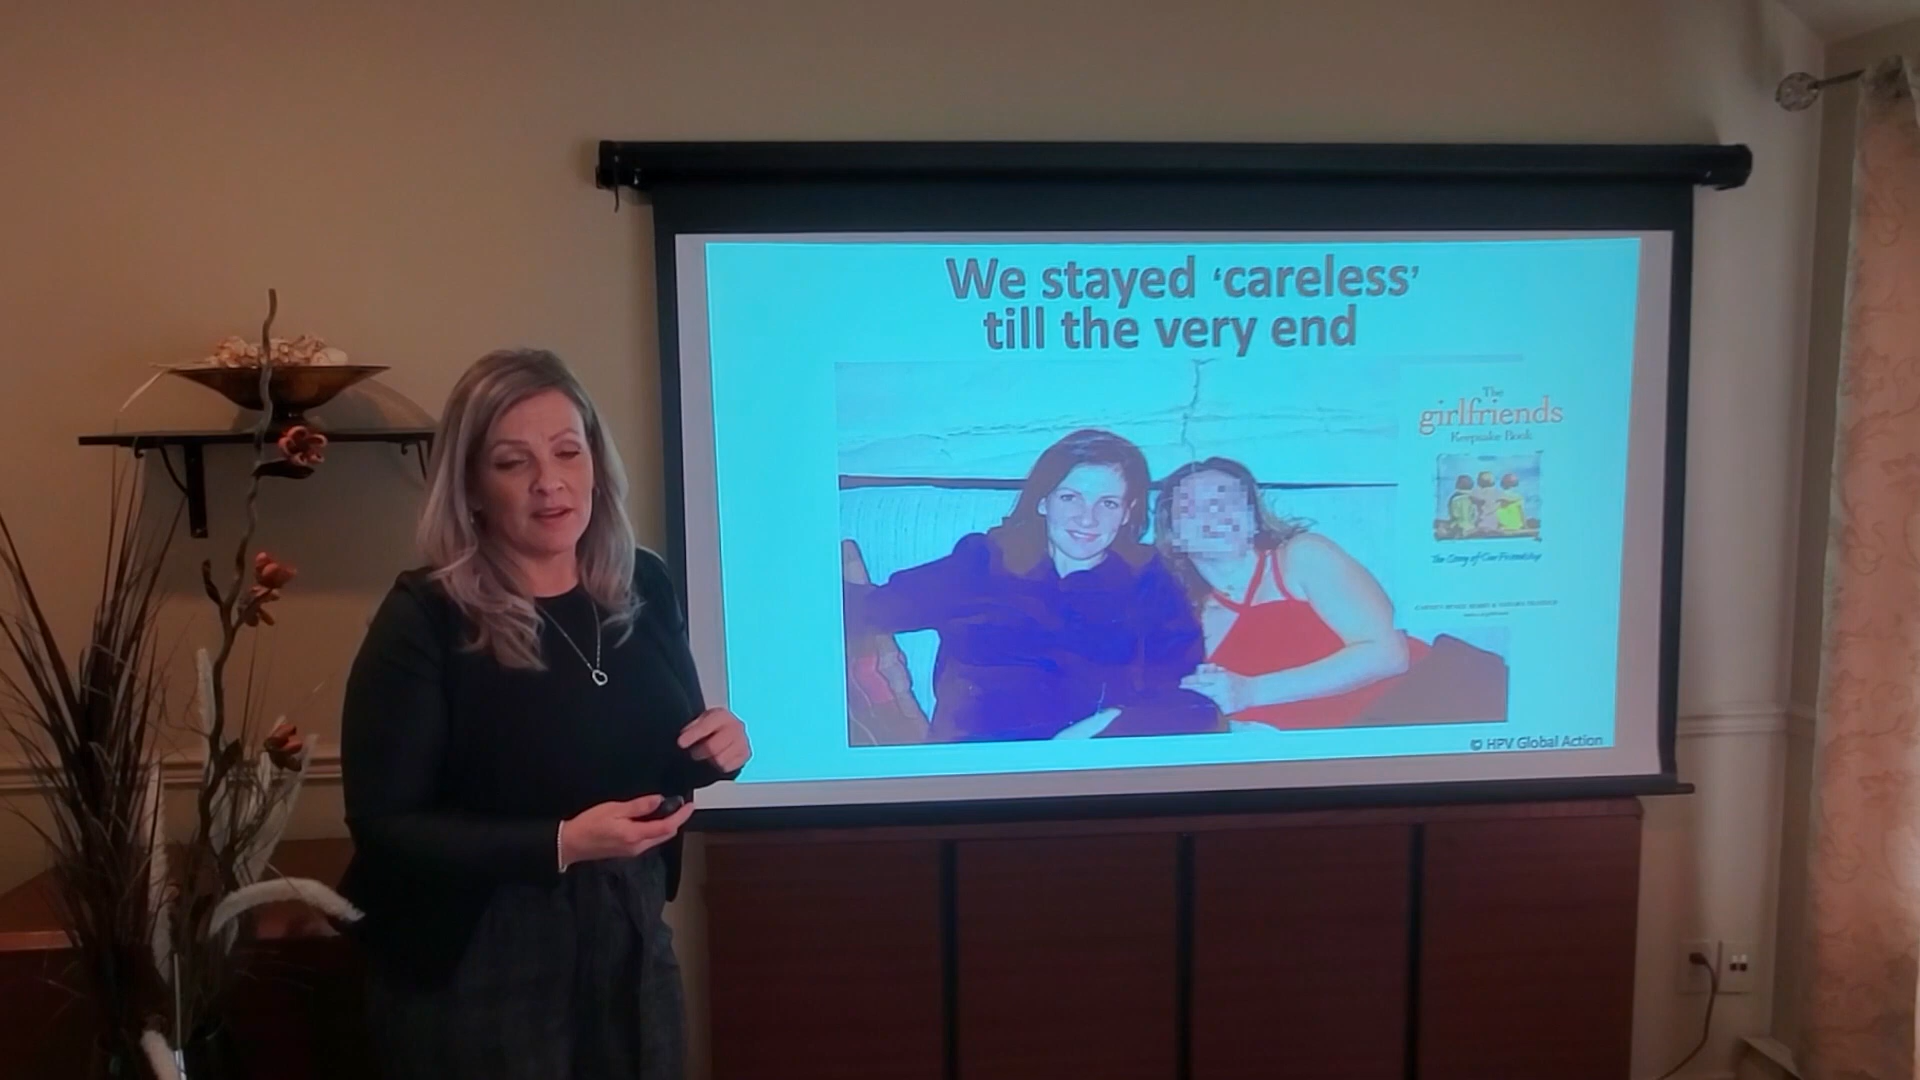 We stayed ‘careless’
till the very end
The
girlfriends
Keepsake Book
The Story of Our Friendship
© HPV Global Action